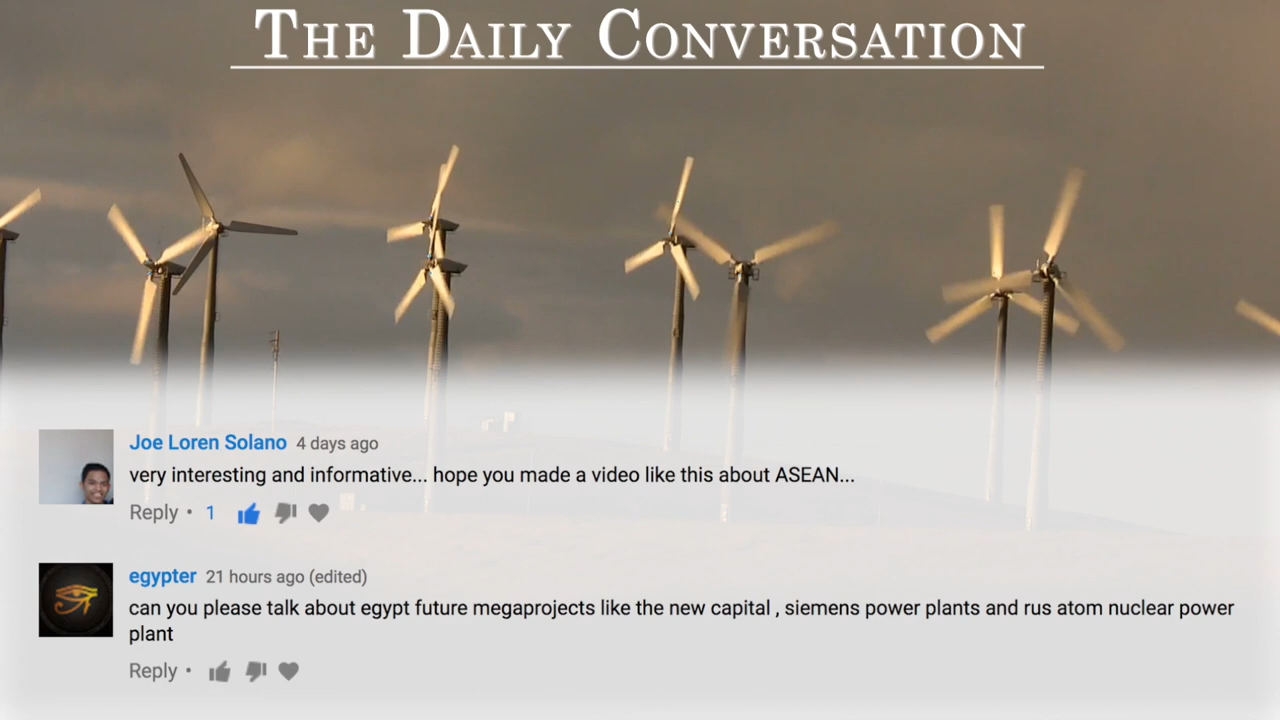 The Daily Conversation
Joe Loren Solano 4 days ago
very interesting and informative... hope you made a video like this about ASEAN...
Reply • 1
egypter 21 hours ago (edited)
can you please talk about egypt future megaprojects like the new capital , siemens power plants and rus atom nuclear power
plant
Reply •